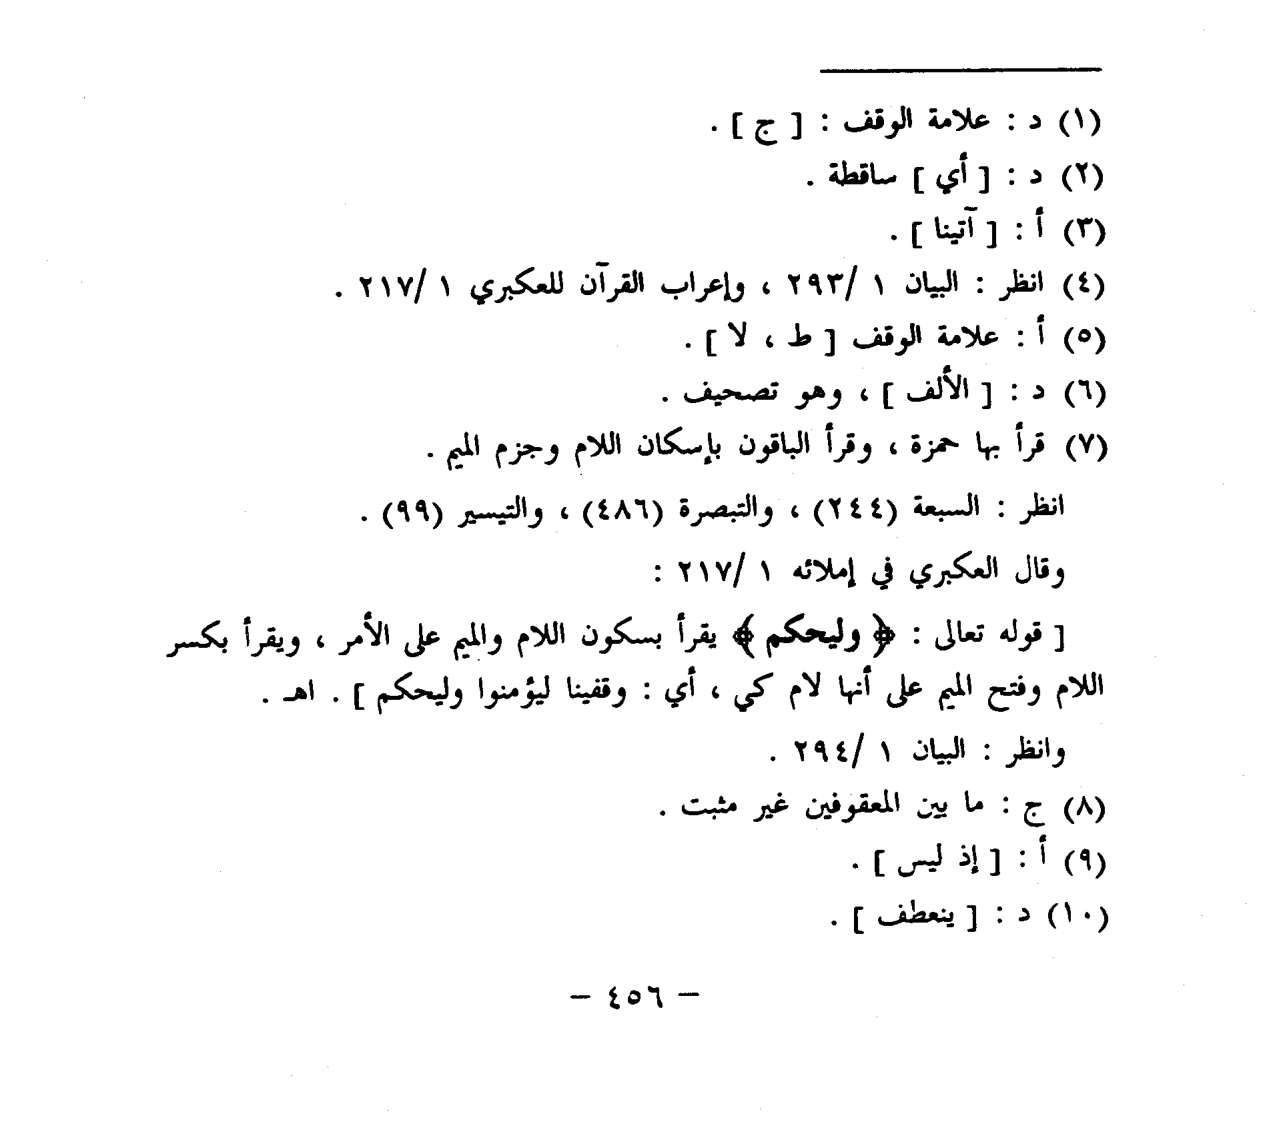 (١) د : علامة الوقف : [ ج ] .
(٢) د : [ أي ] ساقطة .
(٣) أ : [ آتينا ] .
(٤) انظر : البيان ١ /٢٩٣ ، وإعراب القرآن للعكبري ١ /٢١٧ .
(٥) أ : علامة الوقف [ ط ، لا ] .
(٦) د : [ الألف ] ، وهو تصحيف .
(٧) قرأ بها حمزة ، وقرأ الباقون بإسكان اللام وجزم الميم .
انظر : السبعة (٢٤٤) ، والتبصرة (٤٨٦) ، والتيسير (٩٩) .
وقال العكبري في إملائه ١ /٢١٧ :
[ قوله تعالى : ﴿ وليحكم ﴾ يقرأ بسكون اللام والميم على الأمر ، ويقرأ بكسر
اللام وفتح الميم على أنها لام كي ، أي : وقفينا ليؤمنوا وليحكم ] . اهـ .
وانظر : البيان ١ /٢٩٤ .
(٨) ج : ما بين المعقوفين غير مثبت .
(٩) أ : [ إذ ليس ] .
(١٠) د : [ ينعطف ] .
– ٤٥٦ –